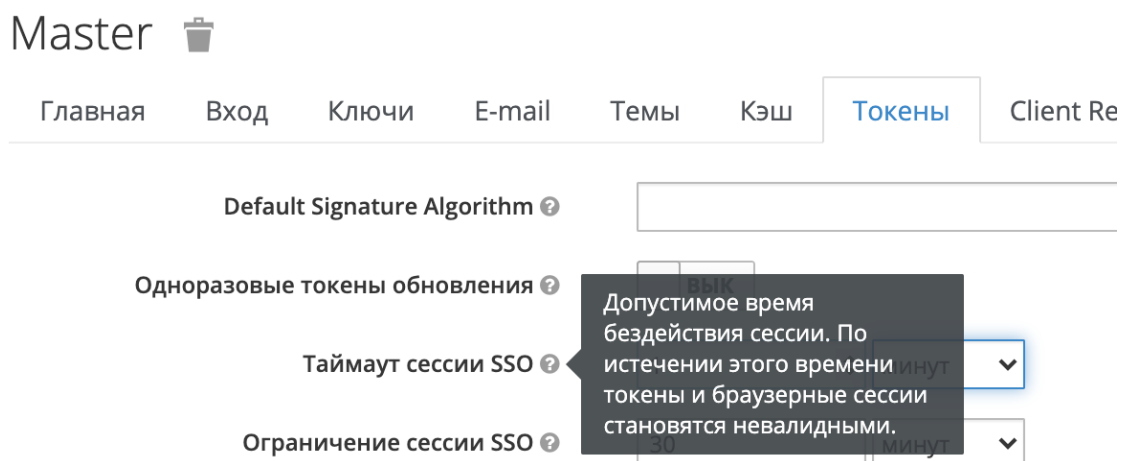 Master
Главная Вход Ключи E-mail Темы Кэш Токены Client Re
Default Signature Algorithm
Одноразовые токены обновления ВЫК
Таймаут сессии SSO минут
Допустимое время
бездействия сессии. По
истечении этого времени
токены и браузерные сессии
становятся невалидными.
Ограничение сессии SSO 30 минут